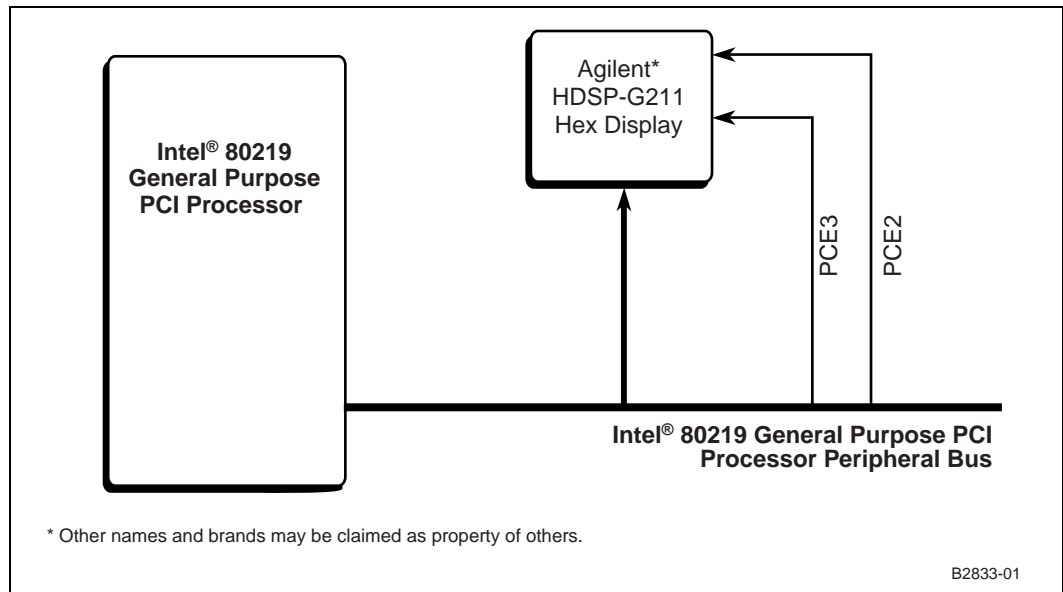 Intel® 80219
General Purpose
PCI Processor
Agilent*
HDSP-G211
Hex Display
PCE3
PCE2
Intel® 80219 General Purpose PCI
Processor Peripheral Bus
* Other names and brands may be claimed as property of others.
B2833-01